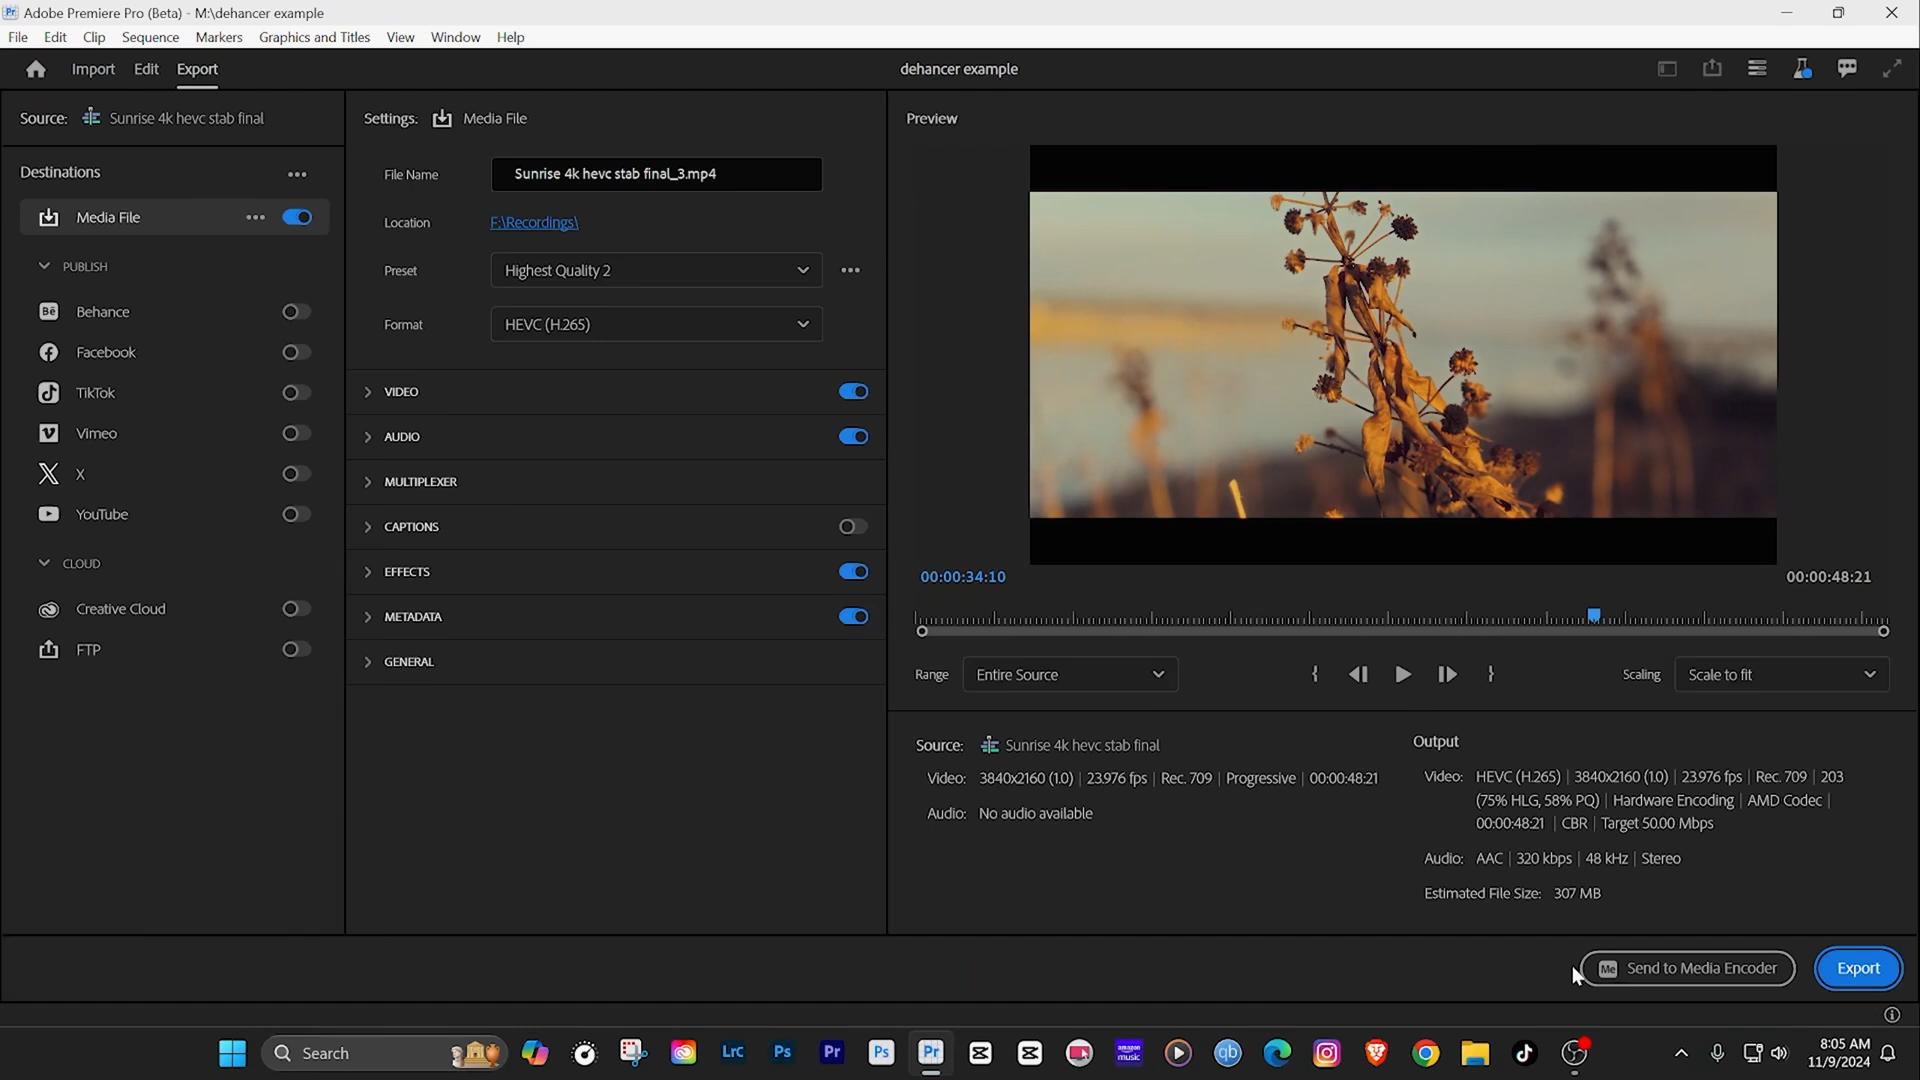 Pr Adobe Premiere Pro (Beta) - M:\dehancer example
File Edit Clip Sequence Markers Graphics and Titles View Window Help
Import Edit Export
dehancer example
Source: Sunrise 4k hevc stab final
Destinations
Media File
PUBLISH
Bē Behance
Facebook
TikTok
Vimeo
X
YouTube
CLOUD
Creative Cloud
FTP
Settings: Media File
File Name Sunrise 4k hevc stab final_3.mp4
Location F:\Recordings\
Preset Highest Quality 2
Format HEVC (H.265)
VIDEO
AUDIO
MULTIPLEXER
CAPTIONS
EFFECTS
METADATA
GENERAL
Preview
00:00:34:10 00:00:48:21
Range Entire Source
Scaling Scale to fit
Source: Sunrise 4k hevc stab final
Video: 3840x2160 (1.0) | 23.976 fps | Rec. 709 | Progressive | 00:00:48:21
Audio: No audio available
Output
Video: HEVC (H.265) | 3840x2160 (1.0) | 23.976 fps | Rec. 709 | 203
(75% HLG, 58% PQ) | Hardware Encoding | AMD Codec |
00:00:48:21 | CBR | Target 50.00 Mbps
Audio: AAC | 320 kbps | 48 kHz | Stereo
Estimated File Size: 307 MB
Me Send to Media Encoder
Export
Search
LrC Ps Pr Ps Pr amazon music qb
8:05 AM
11/9/2024